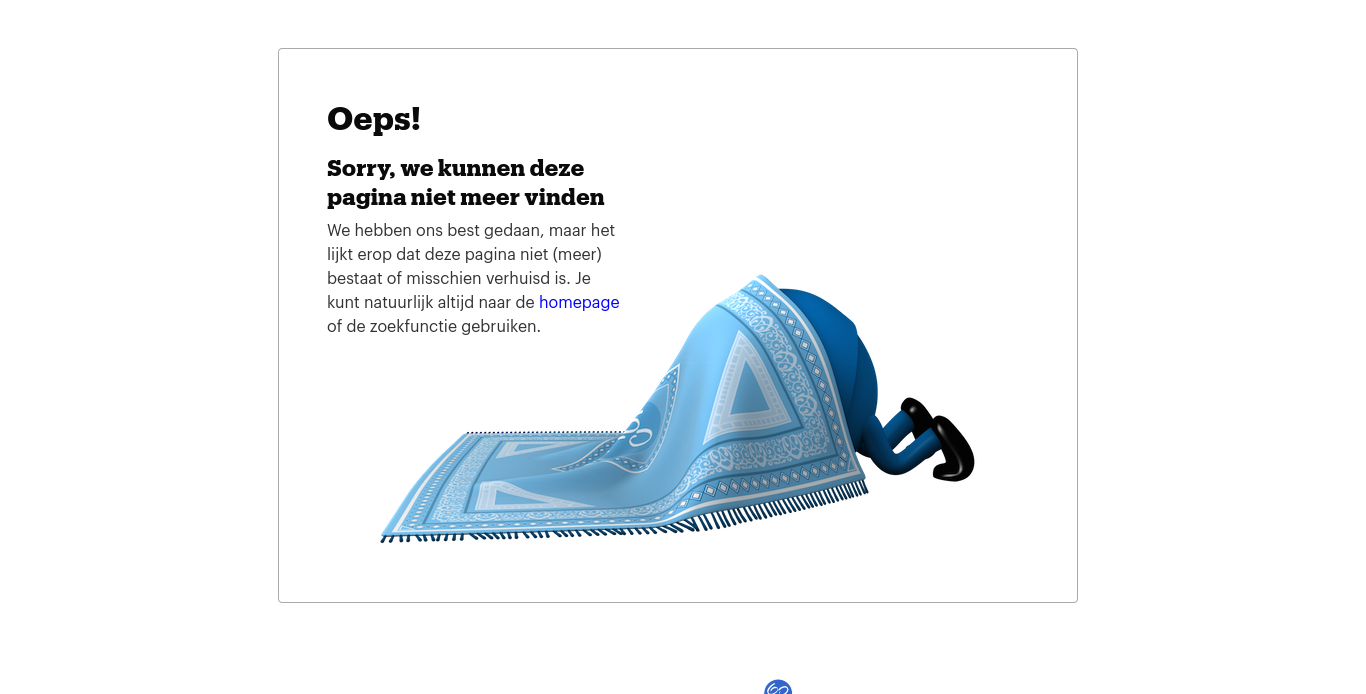 Oeps!
Sorry, we kunnen deze
pagina niet meer vinden
We hebben ons best gedaan, maar het
lijkt erop dat deze pagina niet (meer)
bestaat of misschien verhuisd is. Je
kunt natuurlijk altijd naar de homepage
of de zoekfunctie gebruiken.